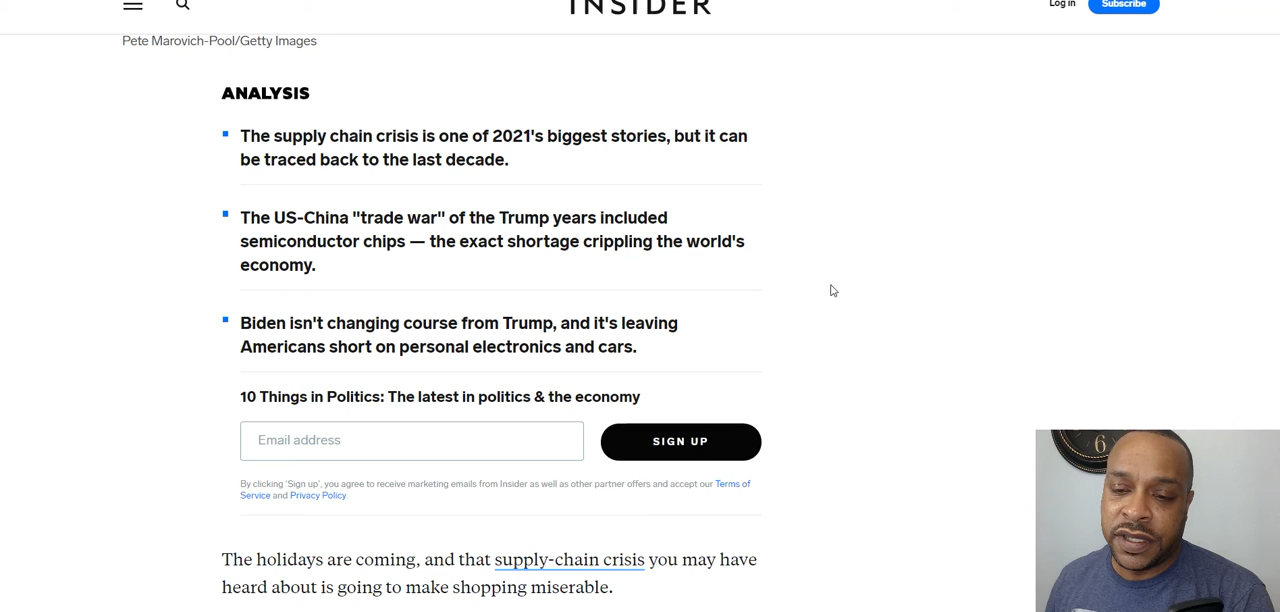 INSIDER
Log in
Subscribe
Pete Marovich-Pool/Getty Images
ANALYSIS
The supply chain crisis is one of 2021's biggest stories, but it can
be traced back to the last decade.
The US-China "trade war" of the Trump years included
semiconductor chips — the exact shortage crippling the world's
economy.
Biden isn't changing course from Trump, and it's leaving
Americans short on personal electronics and cars.
10 Things in Politics: The latest in politics & the economy
Email address
SIGN UP
By clicking 'Sign up', you agree to receive marketing emails from Insider as well as other partner offers and accept our Terms of
Service and Privacy Policy.
The holidays are coming, and that supply-chain crisis you may have
heard about is going to make shopping miserable.
6